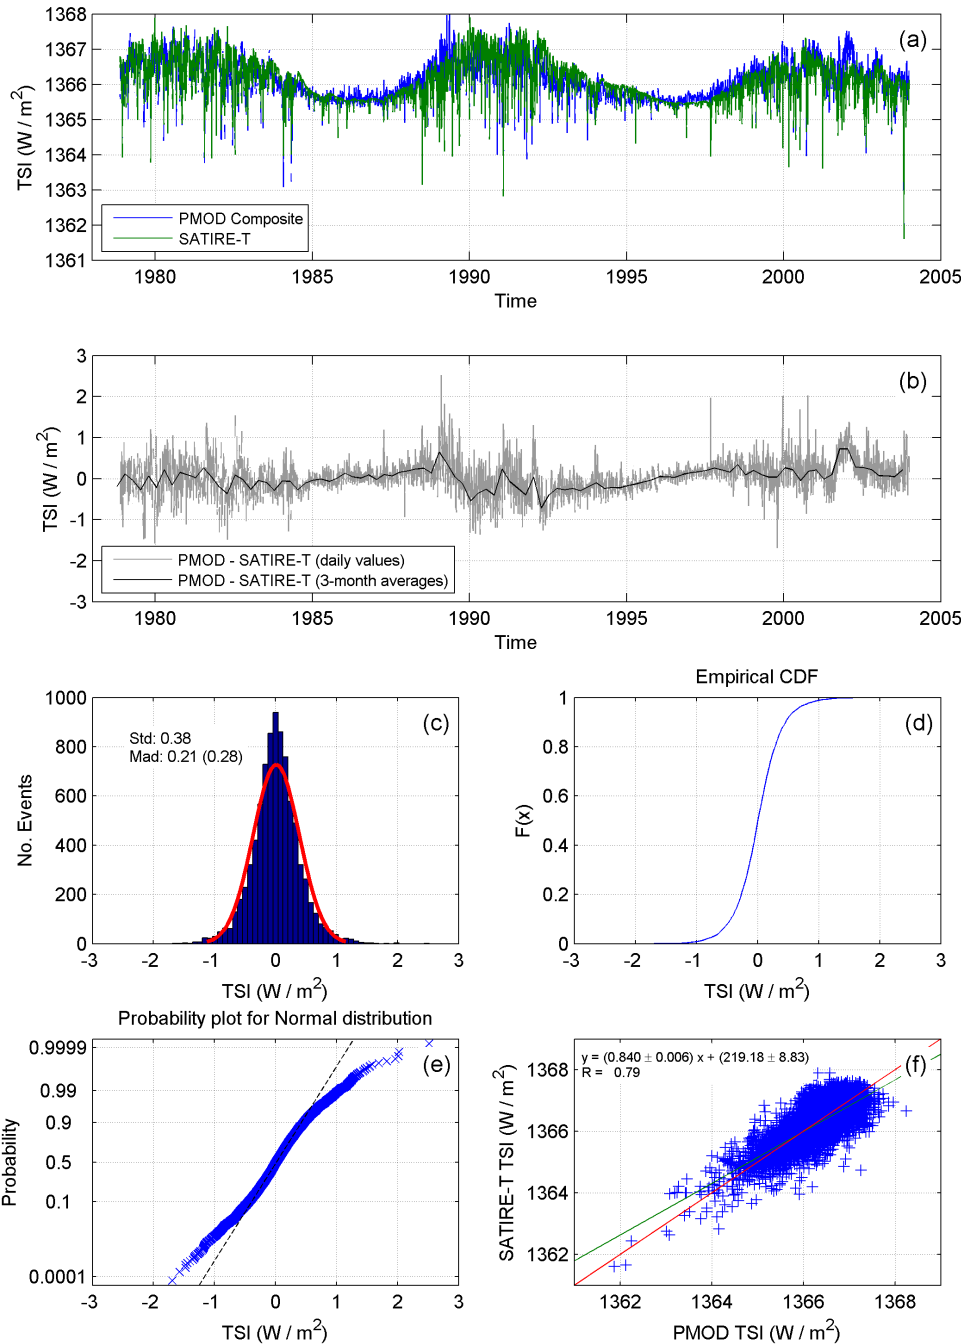 1368
1367
1366
1365
1364
1363
1362
1361
TSI (W / m²)
(a)
PMOD Composite
SATIRE-T
1980
1985
1990
1995
2000
2005
Time
3
2
1
0
-1
-2
-3
TSI (W / m²)
(b)
PMOD - SATIRE-T (daily values)
PMOD - SATIRE-T (3-month averages)
1980
1985
1990
1995
2000
2005
Time
1000
800
600
400
200
0
No. Events
(c)
Std: 0.38
Mad: 0.21 (0.28)
-3
-2
-1
0
1
2
3
TSI (W / m²)
Empirical CDF
1
0.8
0.6
0.4
0.2
0
F(x)
(d)
-3
-2
-1
0
1
2
3
TSI (W / m²)
Probability plot for Normal distribution
0.9999
0.99
0.9
0.5
0.1
0.0001
Probability
(e)
-3
-2
-1
0
1
2
3
TSI (W / m²)
y = (0.840 ± 0.006) x + (219.18 ± 8.83)
R = 0.79
(f)
1368
1366
1364
1362
SATIRE-T TSI (W / m²)
1362
1364
1366
1368
PMOD TSI (W / m²)